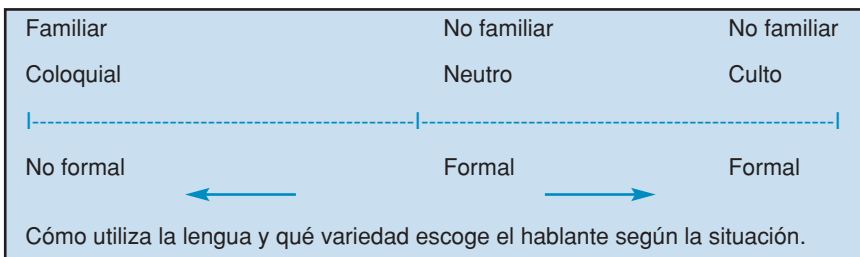 Familiar No familiar No familiar
Coloquial Neutro Culto
|--------------------------------------------------|------------------------------------------------------|
No formal Formal Formal
Cómo utiliza la lengua y qué variedad escoge el hablante según la situación.